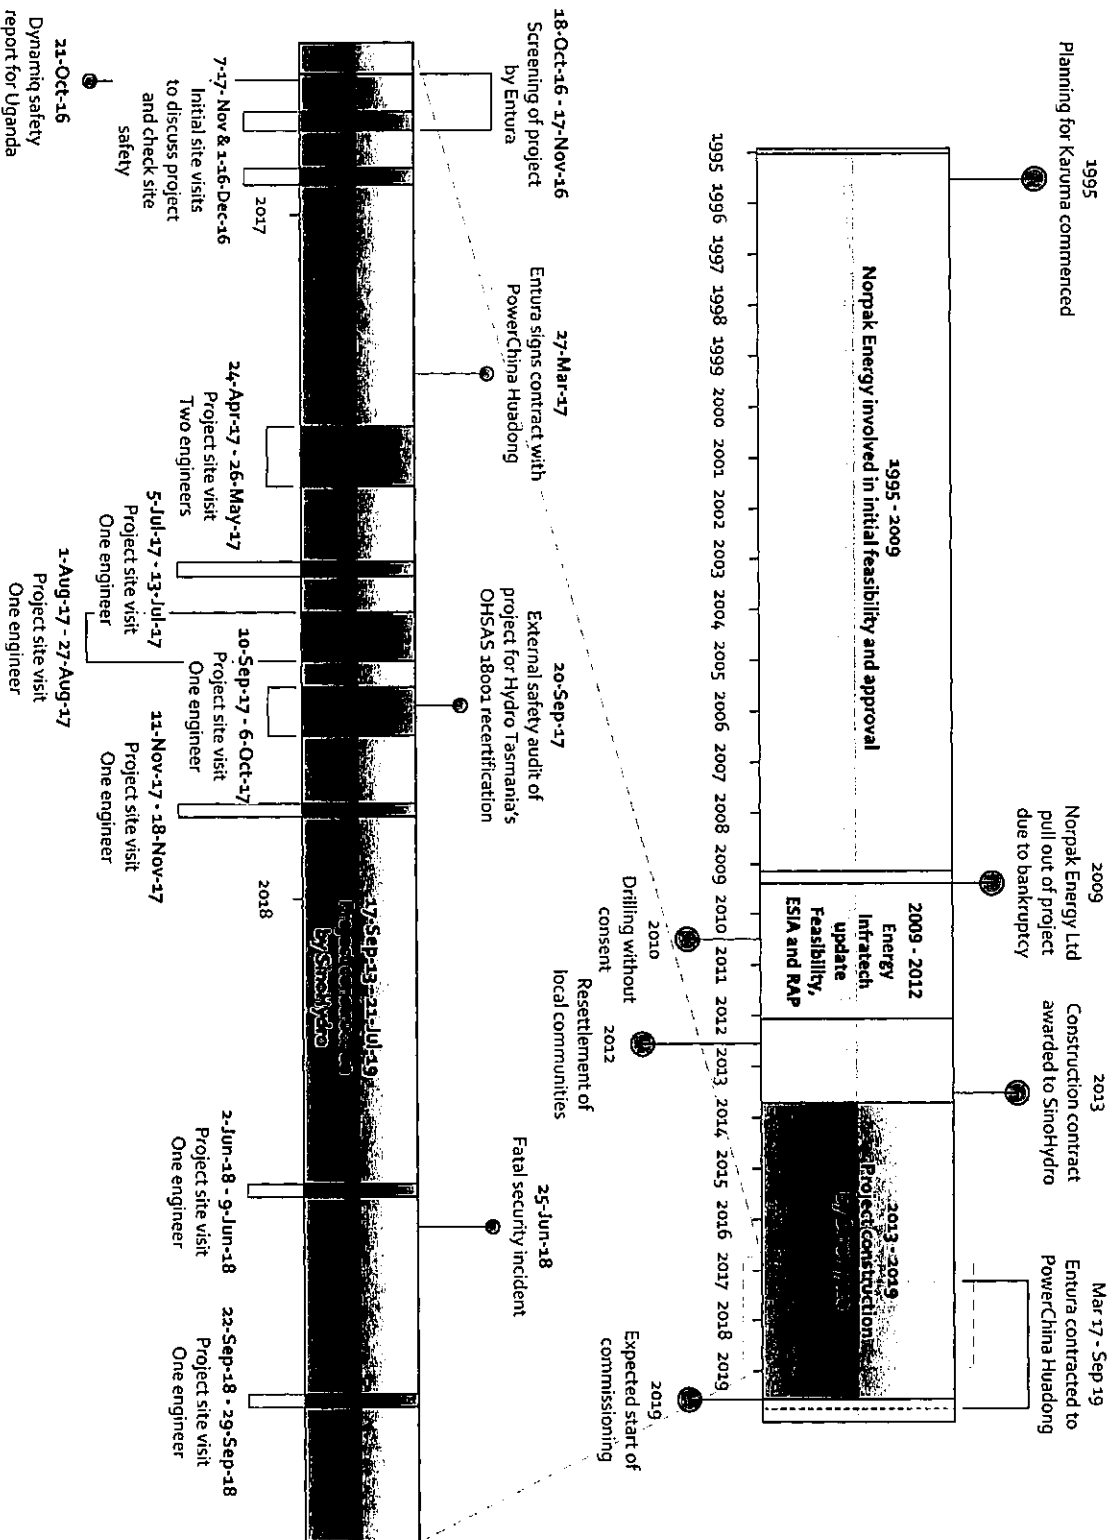 1995
Planning for Karuma commenced
2009
Norpak Energy Ltd
pull out of project
due to bankruptcy
2013
Construction contract
awarded to SinoHydro
Mar 17 - Sep 19
Entura contracted to
PowerChina Huadong
1995 - 2009
Norpak Energy involved in initial feasibility and approval
2009 - 2012
Energy
Infratech
update
Feasibility,
ESIA and RAP
2013 - 2019
Project construction
by
1995 1996 1997 1998 1999 2000 2001 2002 2003 2004 2005 2006 2007 2008 2009 2010 2011 2012 2013 2014 2015 2016 2017 2018 2019
2010
Drilling without
consent
2012
Resettlement of
local communities
2019
Expected start of
commissioning
18-Oct-16 - 17-Nov-16
Screening of project
by Entura
27-Mar-17
Entura signs contract with
PowerChina Huadong
20-Sep-17
External safety audit of
project for Hydro Tasmania's
OHSAS 18001 recertification
25-Jun-18
Fatal security incident
17-Sep-13 - 21-Jul-19
Project construction
by SinoHydro
2017
2018
7-17- Nov & 1-16-Dec-16
Initial site visits
to discuss project
and check site
safety
21-Oct-16
Dynamiq safety
report for Uganda
24-Apr-17 - 26-May-17
Project site visit
Two engineers
5-Jul-17 - 13-Jul-17
Project site visit
One engineer
1-Aug-17 - 27-Aug-17
Project site visit
One engineer
10-Sep-17 - 6-Oct-17
Project site visit
One engineer
11-Nov-17 - 18-Nov-17
Project site visit
One engineer
2-Jun-18 - 9-Jun-18
Project site visit
One engineer
22-Sep-18 - 29-Sep-18
Project site visit
One engineer